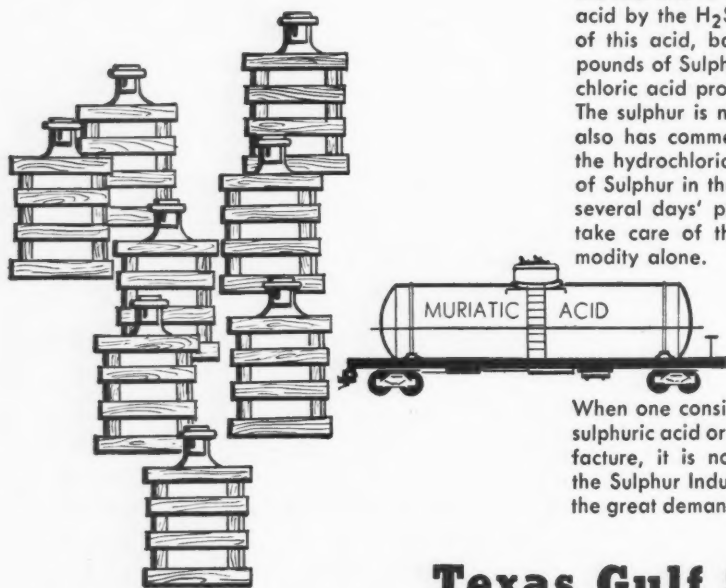 acid by the H2S
of this acid, ba
pounds of Sulph
chloric acid pro
The sulphur is n
also has comme
the hydrochloric
of Sulphur in th
several days' p
take care of th
modity alone.
MURIATIC ACID
When one consi
sulphuric acid or
facture, it is no
the Sulphur Indu
the great deman
Texas Gulf